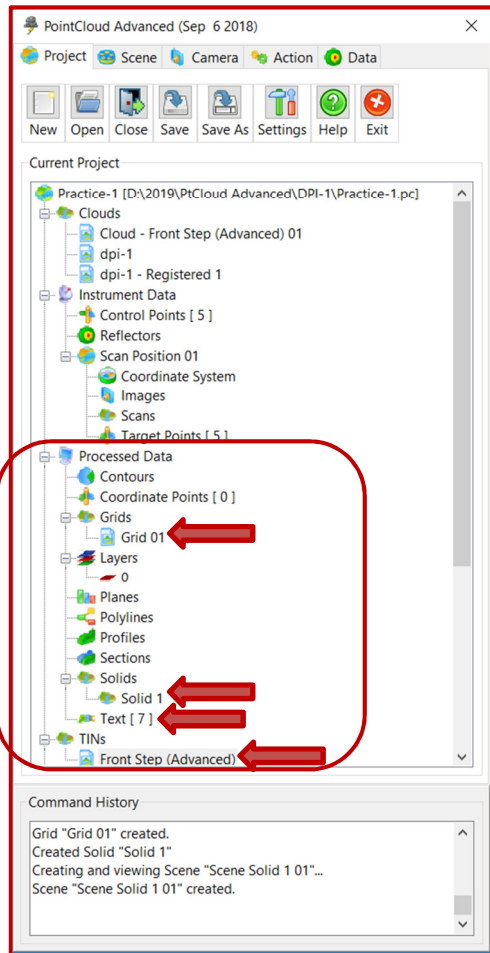 PointCloud Advanced (Sep 6 2018)
Project Scene Camera Action Data
New Open Close Save Save As Settings Help Exit
Current Project
Practice-1 [D:\2019\PtCloud Advanced\DPI-1\Practice-1.pc]
Clouds
Cloud - Front Step (Advanced) 01
dpi-1
dpi-1 - Registered 1
Instrument Data
Control Points [ 5 ]
Reflectors
Scan Position 01
Coordinate System
Images
Scans
Target Points [ 5 ]
Processed Data
Contours
Coordinate Points [ 0 ]
Grids
Grid 01
Layers
0
Planes
Polylines
Profiles
Sections
Solids
Solid 1
Text [ 7 ]
TINs
Front Step (Advanced)
Command History
Grid "Grid 01" created.
Created Solid "Solid 1"
Creating and viewing Scene "Scene Solid 1 01"...
Scene "Scene Solid 1 01" created.